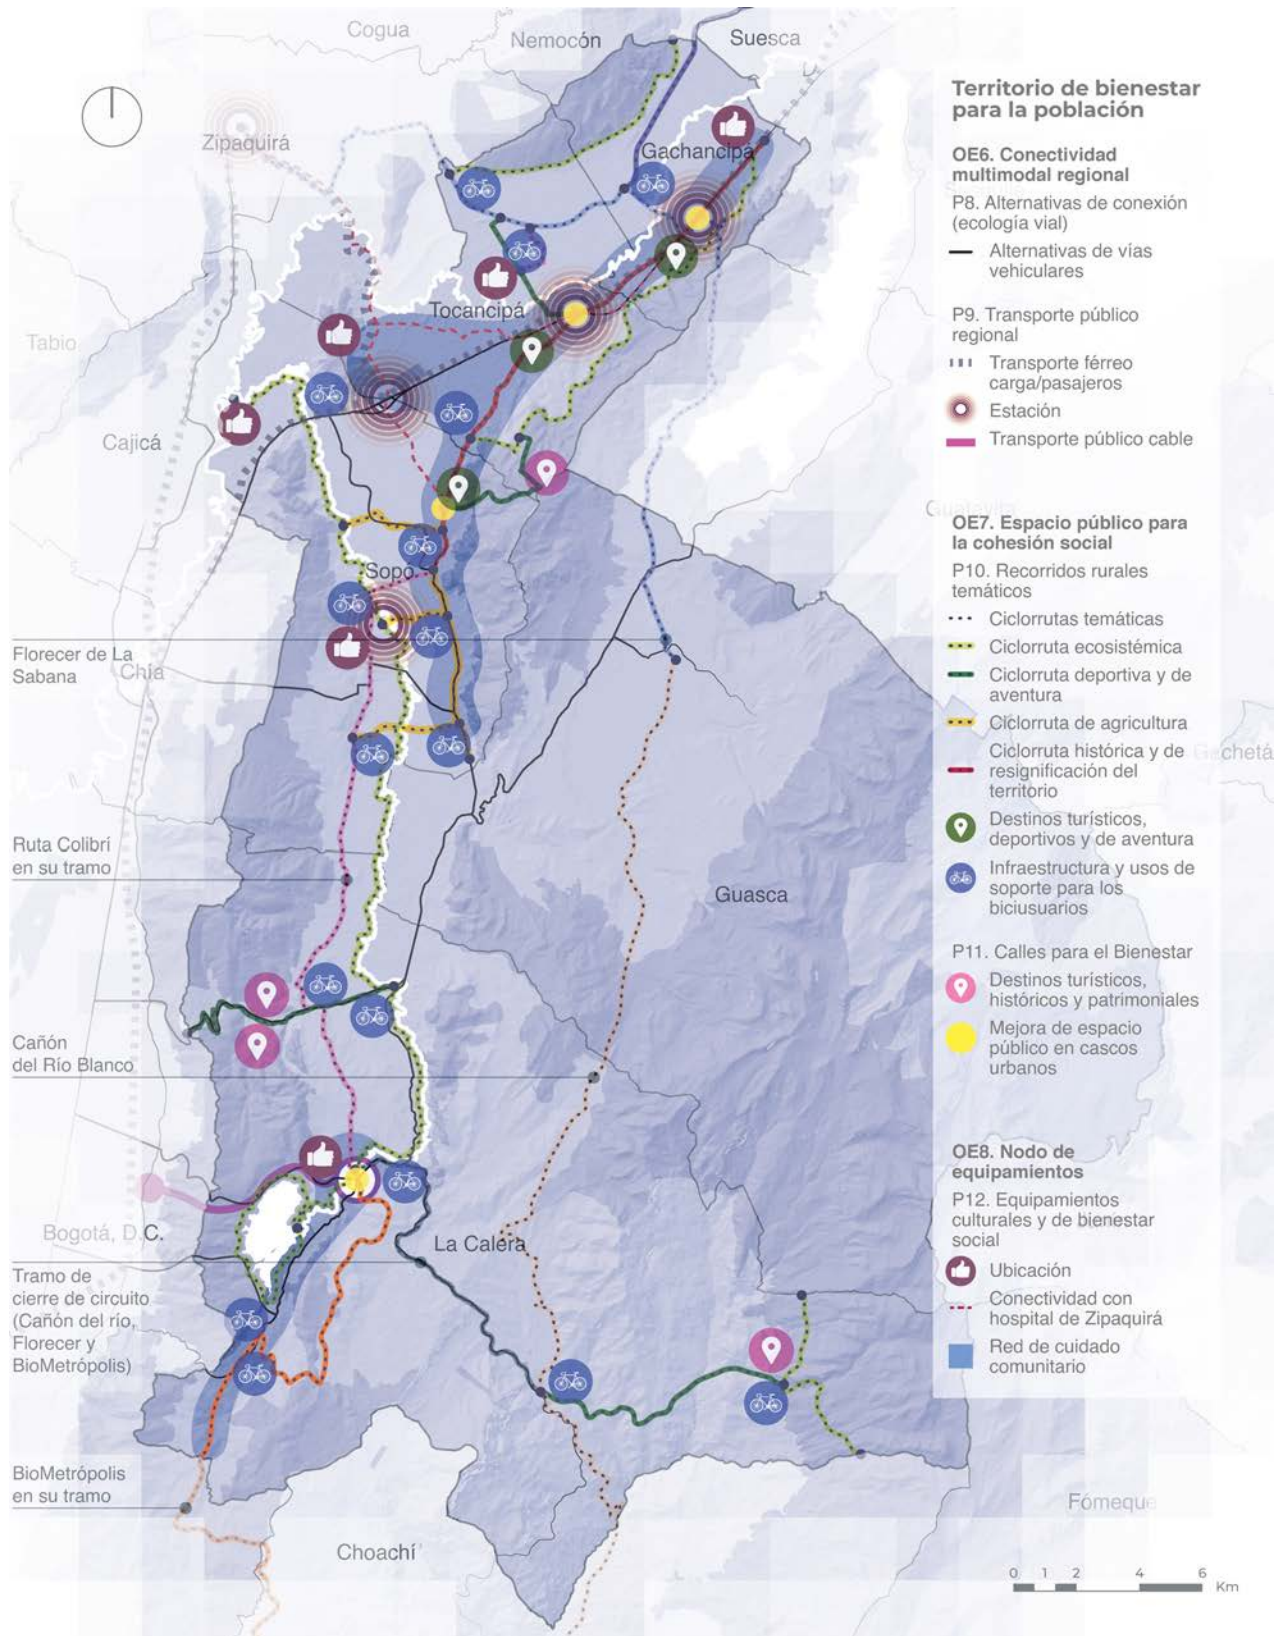 Cogua
Nemocón
Suesca
Zipaquirá
Gachancipá
Tocancipá
Tabio
Cajicá
Guatavita
Sopó
Florecer de La
Sabana
Chía
Gachetá
Ruta Colibrí
en su tramo
Guasca
Cañón
del Río Blanco
Bogotá, D.C.
La Calera
Tramo de
cierre de circuito
(Cañón del río,
Florecer y
BioMetrópolis)
BioMetrópolis
en su tramo
Choachí
Fómeque
Territorio de bienestar
para la población
OE6. Conectividad
multimodal regional
P8. Alternativas de conexión
(ecología vial)
Alternativas de vías
vehiculares
P9. Transporte público
regional
Transporte férreo
carga/pasajeros
Estación
Transporte público cable
OE7. Espacio público para
la cohesión social
P10. Recorridos rurales
temáticos
Ciclorrutas temáticas
Ciclorruta ecosistémica
Ciclorruta deportiva y de
aventura
Ciclorruta de agricultura
Ciclorruta histórica y de
resignificación del
territorio
Destinos turísticos,
deportivos y de aventura
Infraestructura y usos de
soporte para los
biciusuarios
P11. Calles para el Bienestar
Destinos turísticos,
históricos y patrimoniales
Mejora de espacio
público en cascos
urbanos
OE8. Nodo de
equipamientos
P12. Equipamientos
culturales y de bienestar
social
Ubicación
Conectividad con
hospital de Zipaquirá
Red de cuidado
comunitario
0 1 2 4 6
Km